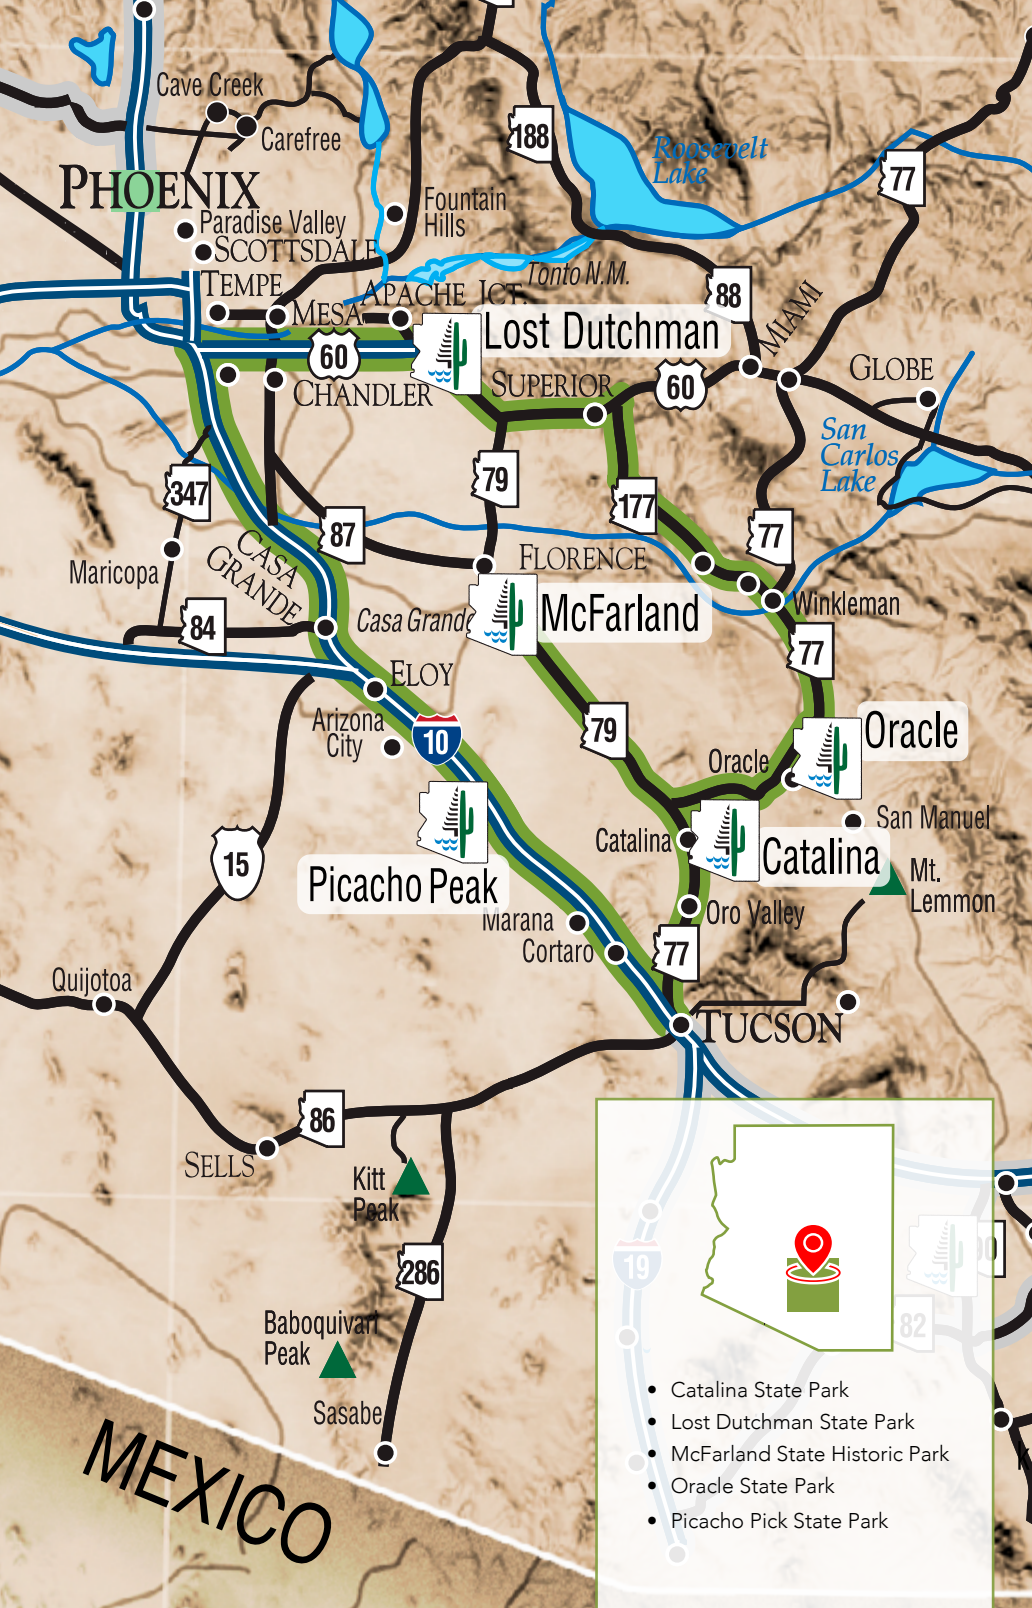 Cave Creek
Carefree
188
Roosevelt
Lake
77
PHOENIX
Fountain
Hills
Paradise Valley
SCOTTSDALE
TEMPE
Tonto N.M.
APACHE JCT.
88
MESA
MIAMI
Lost Dutchman
60
GLOBE
CHANDLER
SUPERIOR
60
San
Carlos
Lake
347
79
177
87
77
CASA
GRANDE
FLORENCE
Maricopa
84
Casa Grand
McFarland
Winkleman
77
ELOY
Arizona
City
10
79
Oracle
Oracle
San Manuel
Catalina
Catalina
15
Mt.
Lemmon
Picacho Peak
Marana
Oro Valley
Cortaro
77
Quijotoa
TUCSON
86
SELLS
Kitt
Peak
286
19
90
82
Baboquivari
Peak
Sasabe
MEXICO
• Catalina State Park
• Lost Dutchman State Park
• McFarland State Historic Park
• Oracle State Park
• Picacho Pick State Park